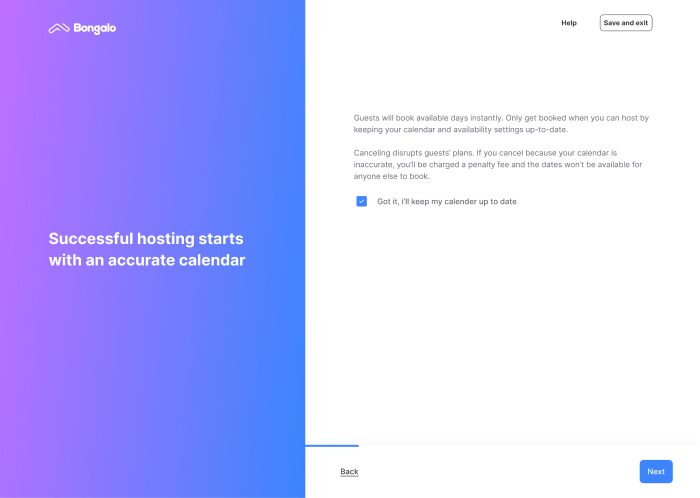 Bongalo
Help
Save and exit
Guests will book available days instantly. Only get booked when you can host by
keeping your calendar and availability settings up-to-date.
Canceling disrupts guests' plans. If you cancel because your calendar is
inaccurate, you'll be charged a penalty fee and the dates won't be available for
anyone else to book.
Got it, i'll keep my calender up to date
Successful hosting starts
with an accurate calendar
Back
Next